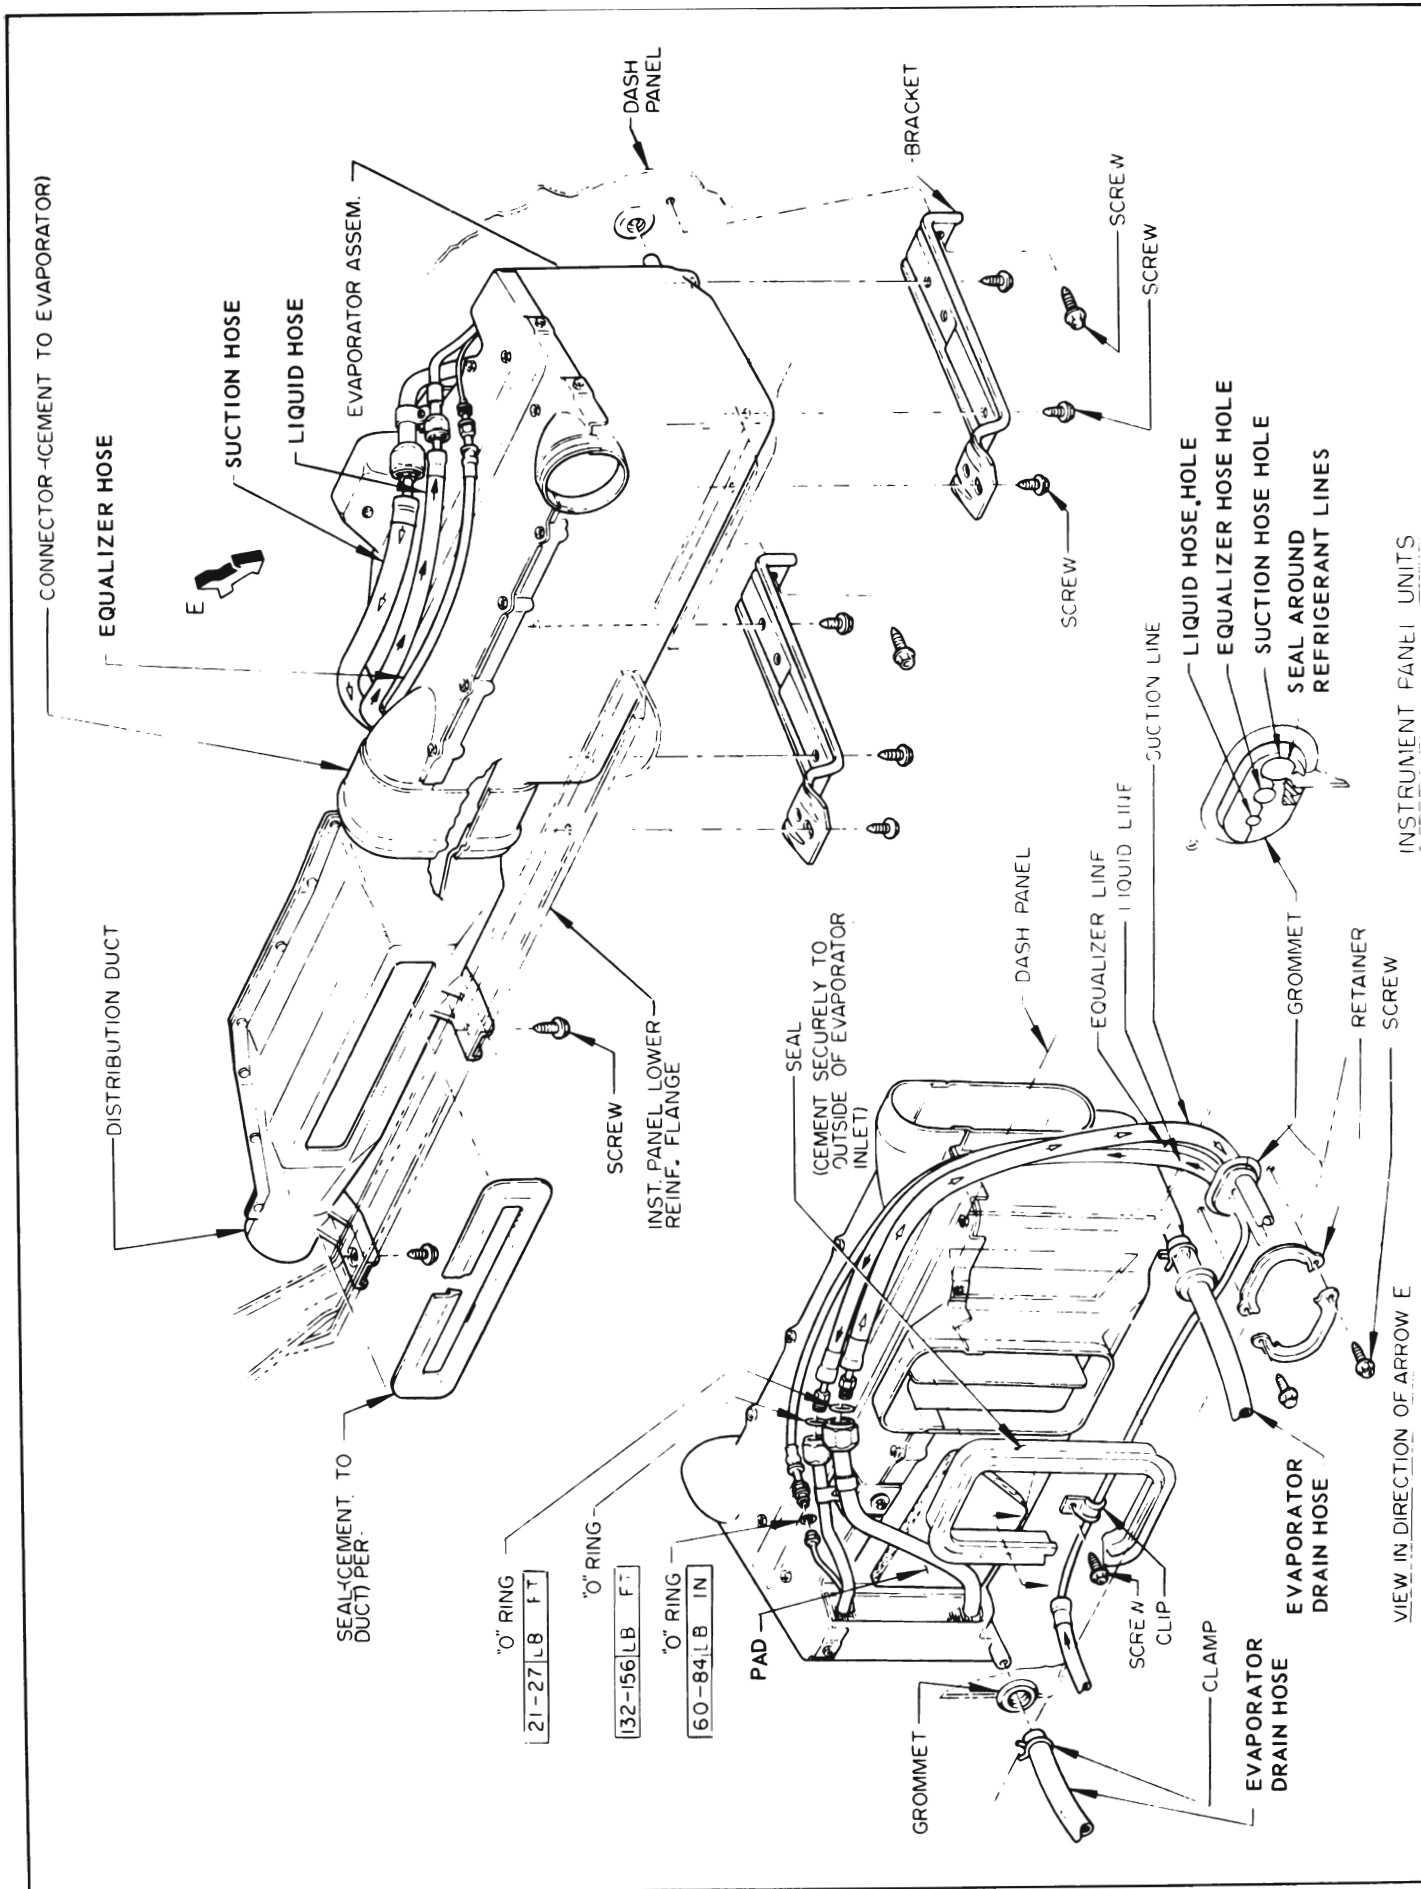 CONNECTOR-(CEMENT TO EVAPORATOR)
EQUALIZER HOSE
SUCTION HOSE
LIQUID HOSE
EVAPORATOR ASSEM.
DASH
PANEL
BRACKET
SCREW
SCREW
SCREW
E
DISTRIBUTION DUCT
SCREW
INST. PANEL LOWER
REINF. FLANGE
SEAL-(CEMENT TO
DUCT) PER
"O" RING
21-27 LB FT
"O" RING
132-156 LB FT
"O" RING
60-84 LB IN
PAD
SEAL
(CEMENT SECURELY TO
OUTSIDE OF EVAPORATOR
INLET)
DASH PANEL
EQUALIZER LINE
LIQUID LINE
SUCTION LINE
LIQUID HOSE HOLE
EQUALIZER HOSE HOLE
SUCTION HOSE HOLE
SEAL AROUND
REFRIGERANT LINES
GROMMET
RETAINER
SCREW
GROMMET
SCREW
CLIP
CLAMP
EVAPORATOR
DRAIN HOSE
EVAPORATOR
DRAIN HOSE
VIEW IN DIRECTION OF ARROW E
INSTRUMENT PANEL UNITS